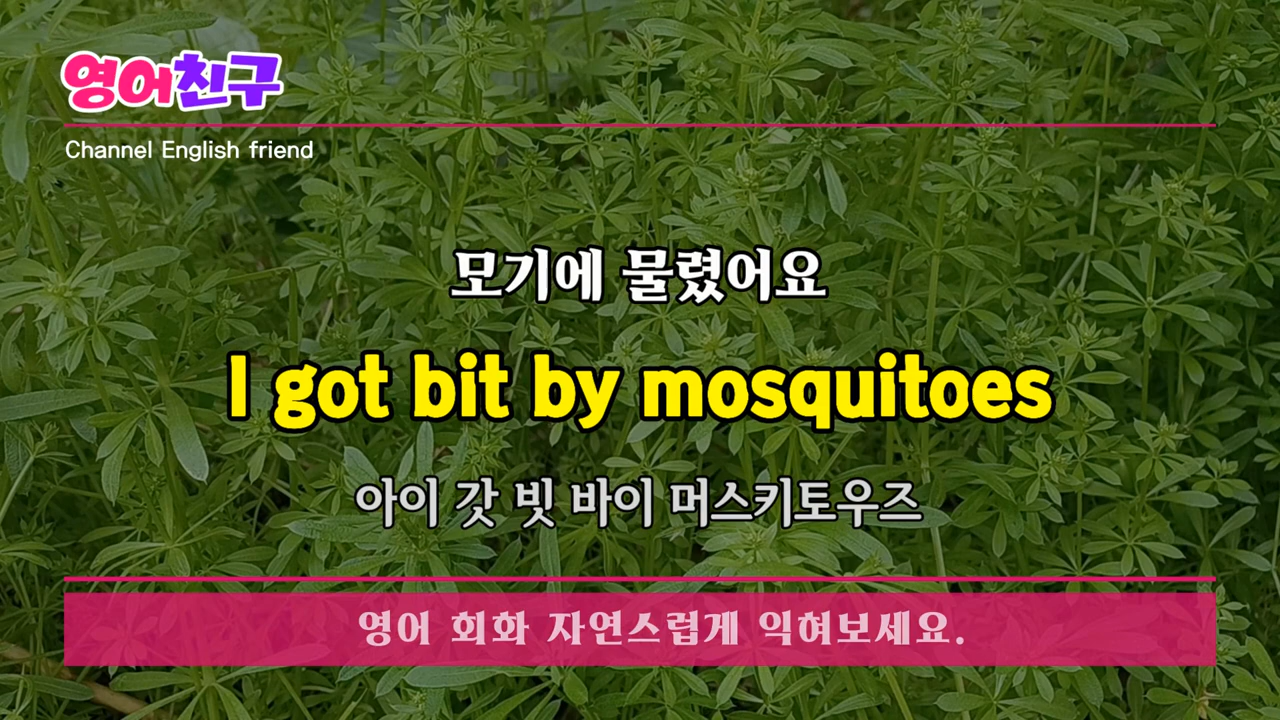 영어친구
Channel English friend
모기에 물렸어요
I got bit by mosquitoes
아이 갓 빗 바이 머스키토우즈
영어 회화 자연스럽게 익혀보세요.